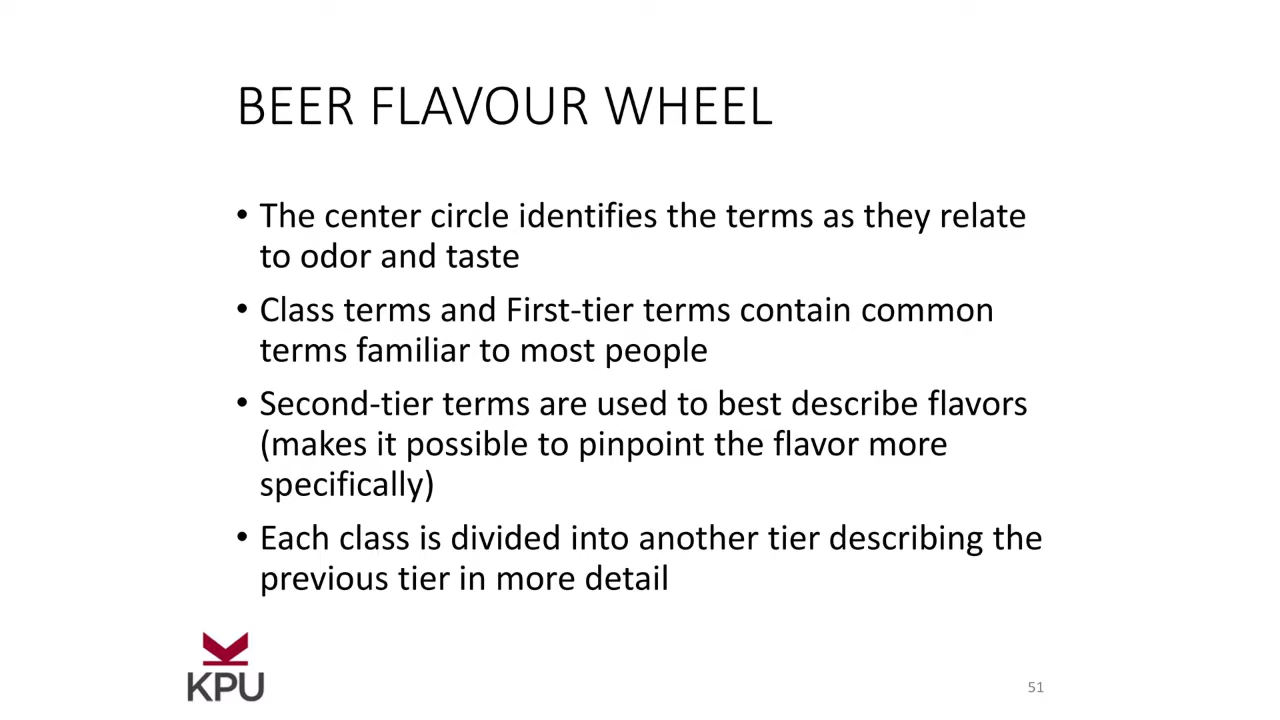 BEER FLAVOUR WHEEL
• The center circle identifies the terms as they relate
to odor and taste
• Class terms and First-tier terms contain common
terms familiar to most people
• Second-tier terms are used to best describe flavors
(makes it possible to pinpoint the flavor more
specifically)
• Each class is divided into another tier describing the
previous tier in more detail
KPU
51